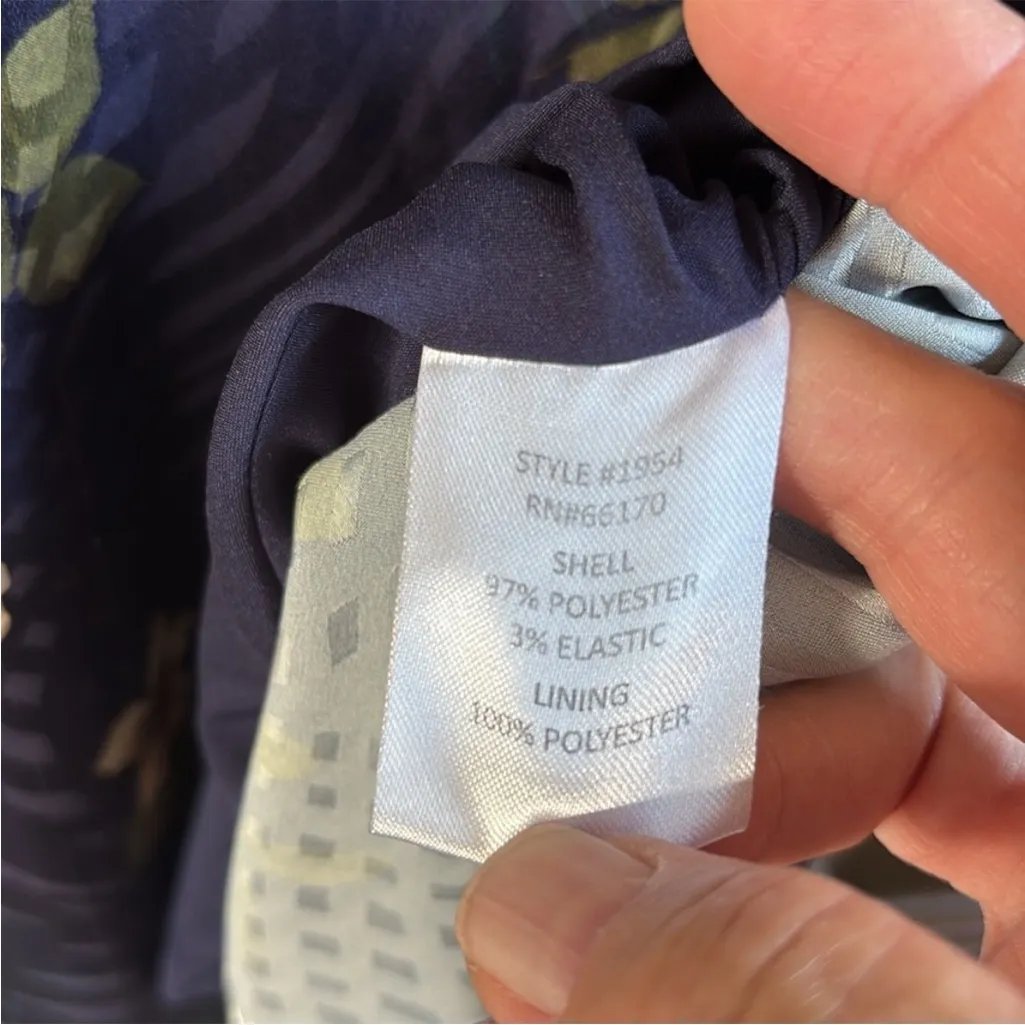 STYLE #1954
RN#66170
SHELL
97% POLYESTER
3% ELASTIC
LINING
100% POLYESTER